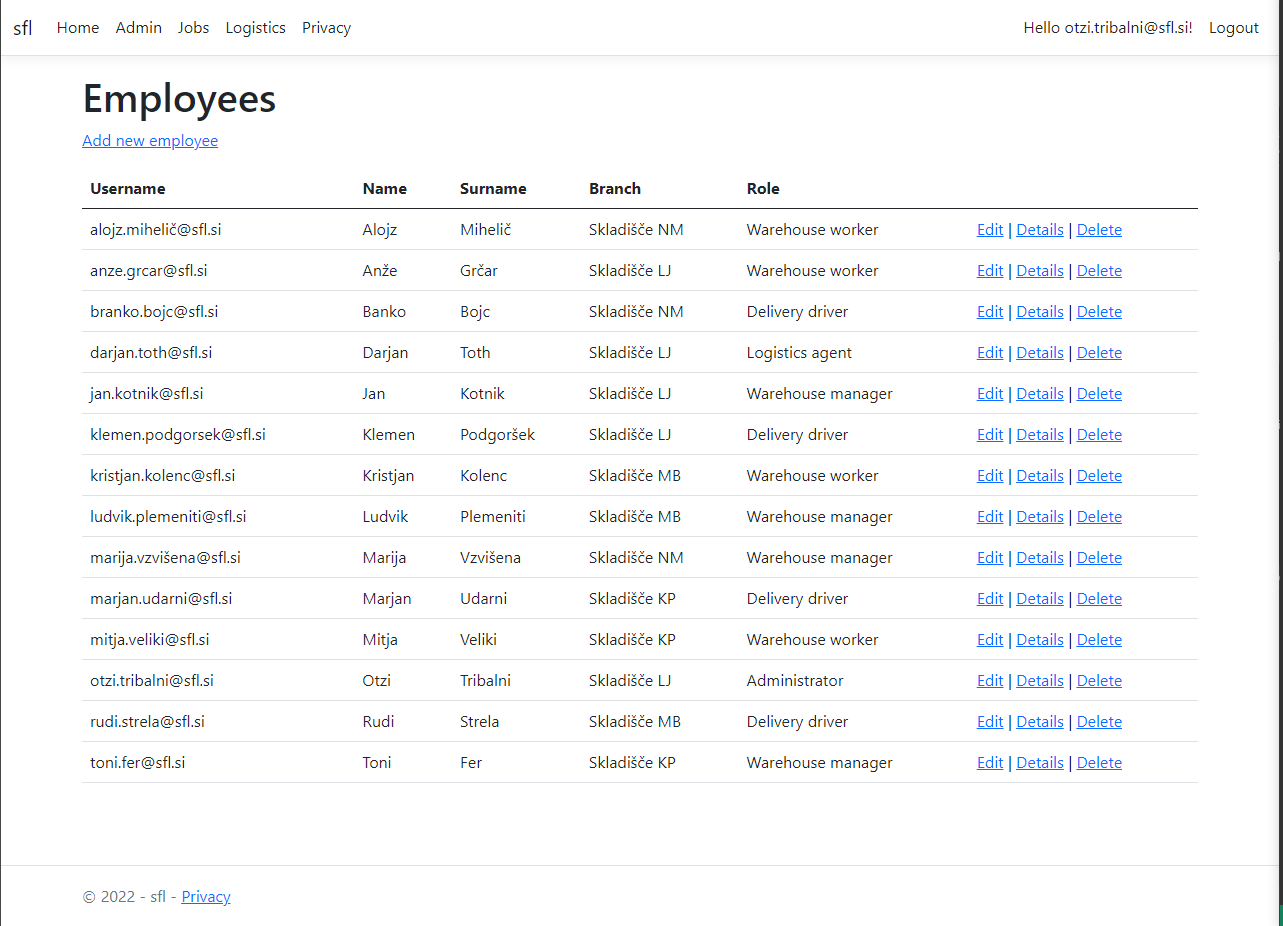 sfl Home Admin Jobs Logistics Privacy Hello otzi.tribalni@sfl.si! Logout
Employees
Add new employee
Username Name Surname Branch Role
alojz.mihelič@sfl.si Alojz Mihelič Skladišče NM Warehouse worker Edit | Details | Delete
anze.grcar@sfl.si Anže Grčar Skladišče LJ Warehouse worker Edit | Details | Delete
branko.bojc@sfl.si Banko Bojc Skladišče NM Delivery driver Edit | Details | Delete
darjan.toth@sfl.si Darjan Toth Skladišče LJ Logistics agent Edit | Details | Delete
jan.kotnik@sfl.si Jan Kotnik Skladišče LJ Warehouse manager Edit | Details | Delete
klemen.podgorsek@sfl.si Klemen Podgoršek Skladišče LJ Delivery driver Edit | Details | Delete
kristjan.kolenc@sfl.si Kristjan Kolenc Skladišče MB Warehouse worker Edit | Details | Delete
ludvik.plemeniti@sfl.si Ludvik Plemeniti Skladišče MB Warehouse manager Edit | Details | Delete
marija.vzvišena@sfl.si Marija Vzvišena Skladišče NM Warehouse manager Edit | Details | Delete
marjan.udarni@sfl.si Marjan Udarni Skladišče KP Delivery driver Edit | Details | Delete
mitja.veliki@sfl.si Mitja Veliki Skladišče KP Warehouse worker Edit | Details | Delete
otzi.tribalni@sfl.si Otzi Tribalni Skladišče LJ Administrator Edit | Details | Delete
rudi.strela@sfl.si Rudi Strela Skladišče MB Delivery driver Edit | Details | Delete
toni.fer@sfl.si Toni Fer Skladišče KP Warehouse manager Edit | Details | Delete
© 2022 - sfl - Privacy